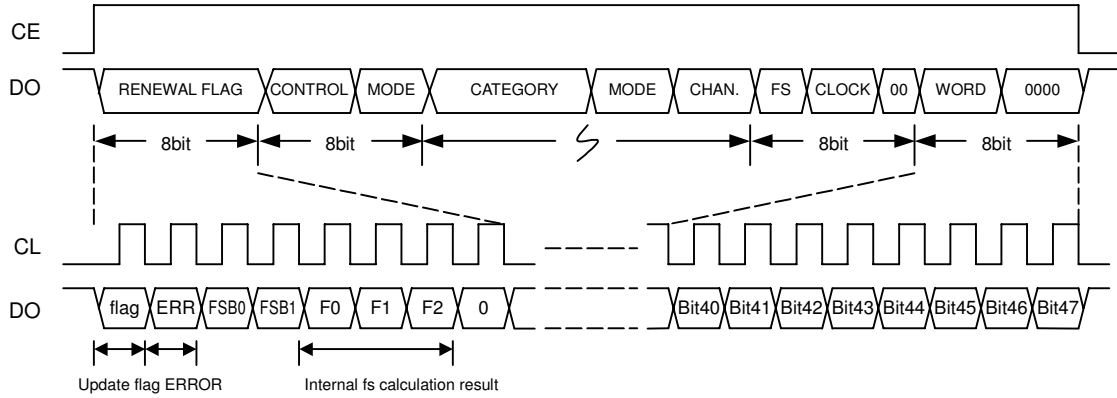 CE
DO RENEWAL FLAG CONTROL MODE CATEGORY MODE CHAN. FS CLOCK 00 WORD 0000
8bit 8bit 8bit 8bit
CL
DO flag ERR FSB0 FSB1 F0 F1 F2 0 Bit40 Bit41 Bit42 Bit43 Bit44 Bit45 Bit46 Bit47
Update flag ERROR Internal fs calculation result